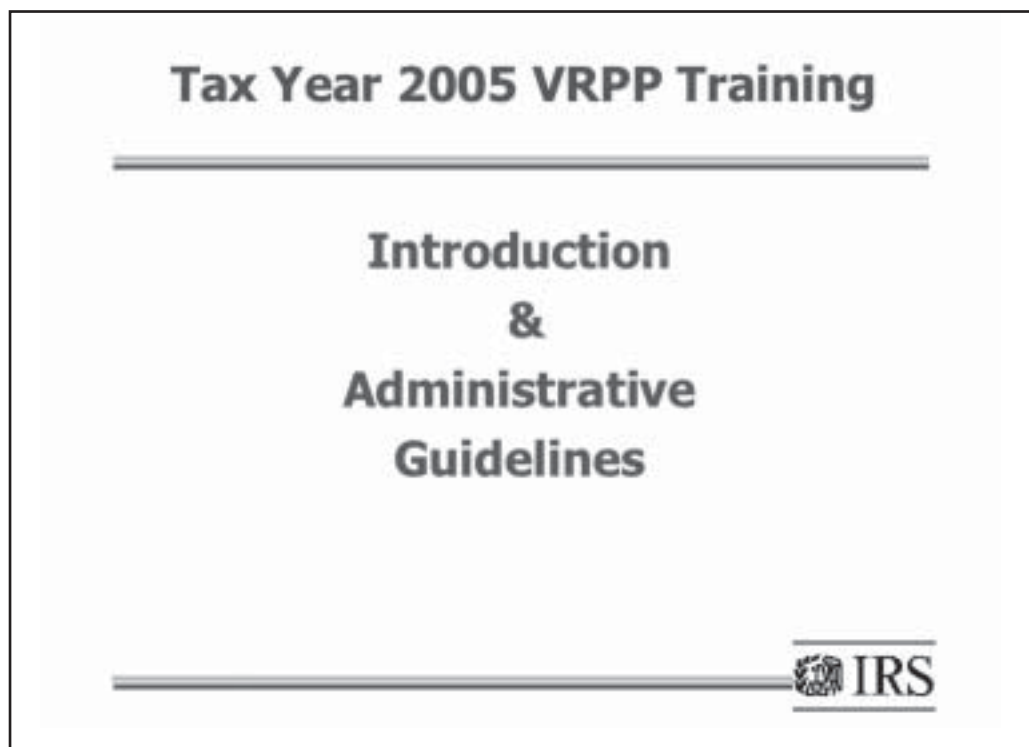 Tax Year 2005 VRPP Training
Introduction
&
Administrative
Guidelines
IRS